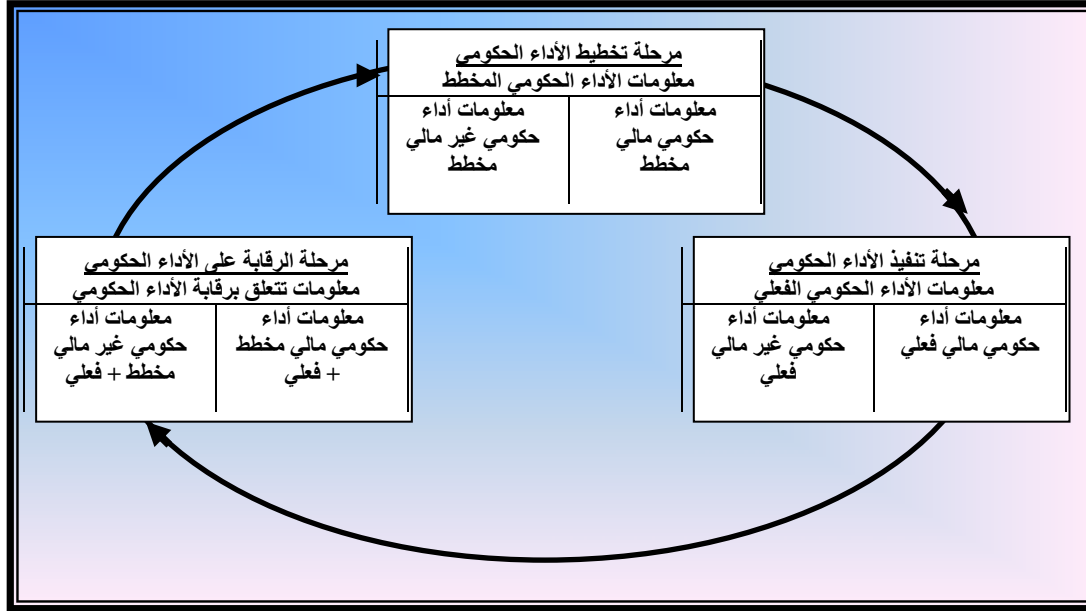 مرحلة تخطيط الأداء الحكومي
معلومات الأداء الحكومي المخطط
معلومات أداء
حكومي مالي
مخطط
معلومات أداء
حكومي غير مالي
مخطط
مرحلة تنفيذ الأداء الحكومي
معلومات الأداء الحكومي الفعلي
معلومات أداء
حكومي مالي فعلي
معلومات أداء
حكومي غير مالي
فعلي
مرحلة الرقابة على الأداء الحكومي
معلومات تتعلق برقابة الأداء الحكومي
معلومات أداء
حكومي مالي مخطط
+ فعلي
معلومات أداء
حكومي غير مالي
مخطط + فعلي